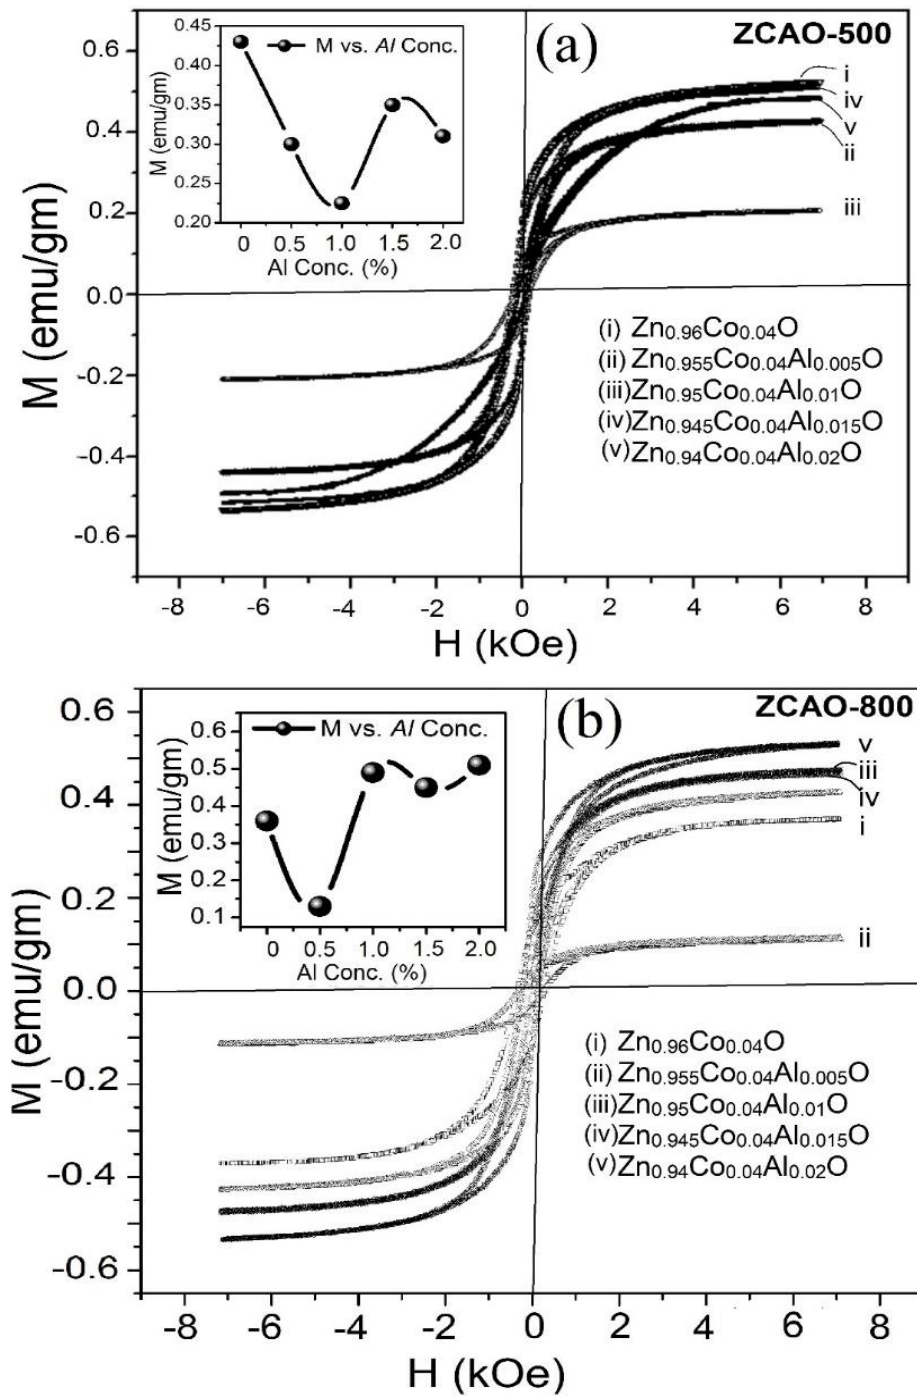 (a)
ZCAO-500
M vs. Al Conc.
0.45
0.40
0.35
0.30
0.25
0.20
M (emu/gm)
0 0.5 1.0 1.5 2.0
Al Conc. (%)
i
iv
v
ii
iii
0.6
0.4
0.2
0.0
-0.2
-0.4
-0.6
M (emu/gm)
(i) Zn0.96Co0.04O
(ii) Zn0.955Co0.04Al0.005O
(iii) Zn0.95Co0.04Al0.01O
(iv) Zn0.945Co0.04Al0.015O
(v) Zn0.94Co0.04Al0.02O
-8 -6 -4 -2 0 2 4 6 8
H (kOe)
(b)
ZCAO-800
M vs. Al Conc.
0.6
0.5
0.4
0.3
0.2
0.1
M (emu/gm)
0 0.5 1.0 1.5 2.0
Al Conc. (%)
v
iii
iv
i
ii
0.6
0.4
0.2
0.0
-0.2
-0.4
-0.6
M (emu/gm)
(i) Zn0.96Co0.04O
(ii) Zn0.955Co0.04Al0.005O
(iii) Zn0.95Co0.04Al0.01O
(iv) Zn0.945Co0.04Al0.015O
(v) Zn0.94Co0.04Al0.02O
-8 -6 -4 -2 0 2 4 6 8
H (kOe)